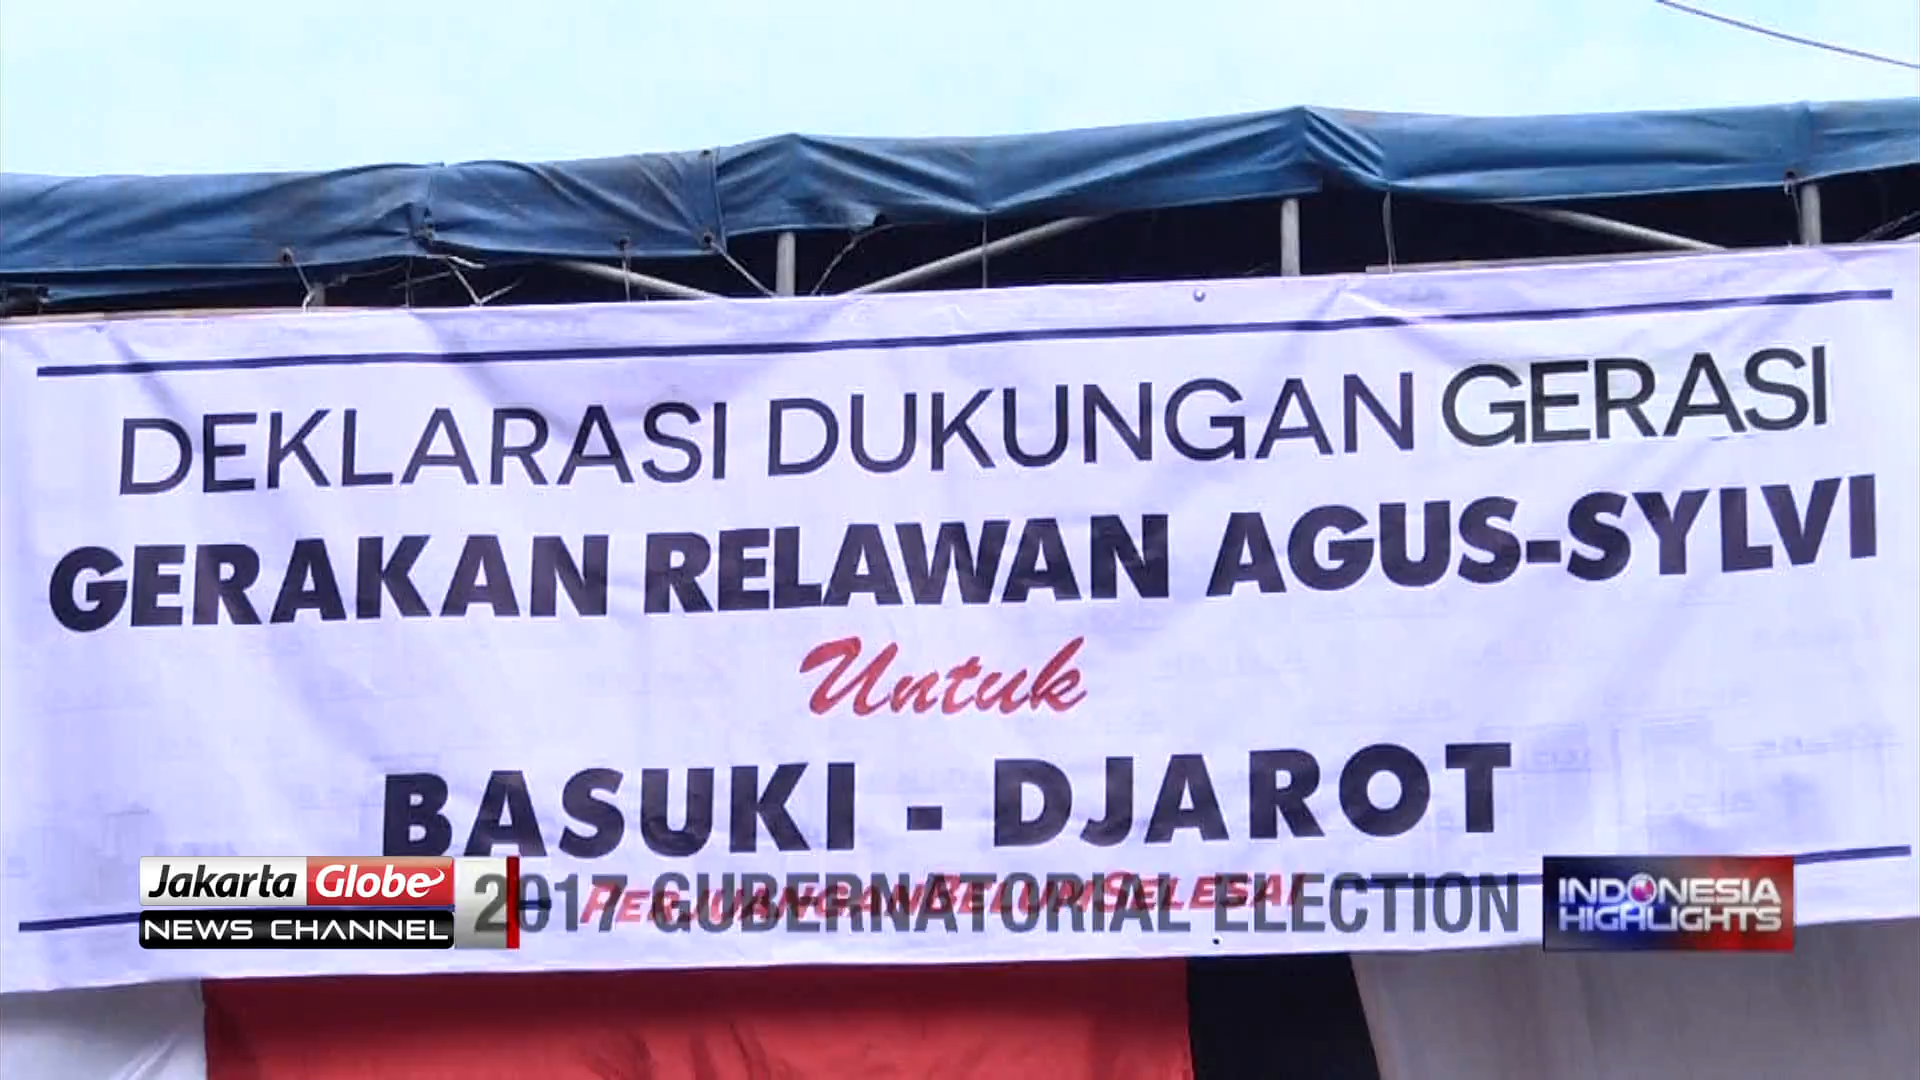 DEKLARASI DUKUNGAN GERASI
GERAKAN RELAWAN AGUS-SYLVI
Untuk
BASUKI - DJAROT
PERJUANGANBELUMSELESAI
Jakarta Globe
NEWS CHANNEL
2017 GUBERNATORIAL ELECTION
INDONESIA
HIGHLIGHTS